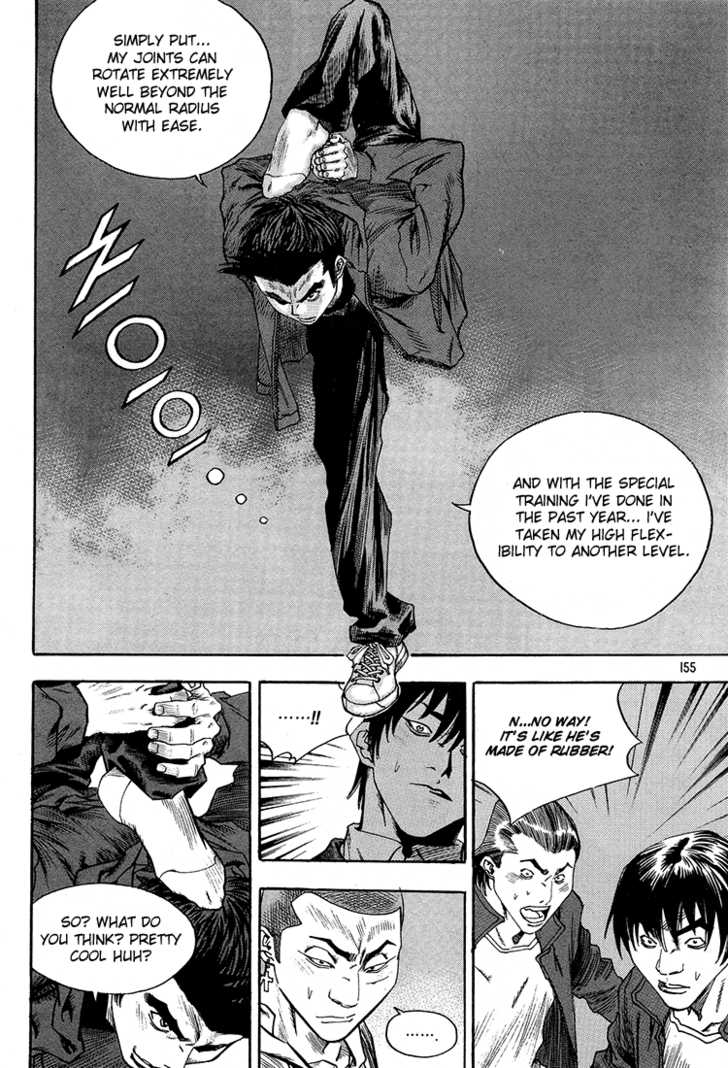 SIMPLY PUT...
MY JOINTS CAN
ROTATE EXTREMELY
WELL BEYOND THE
NORMAL RADIUS
WITH EASE.
AND WITH THE SPECIAL
TRAINING I'VE DONE IN
THE PAST YEAR... I'VE
TAKEN MY HIGH FLEX-
IBILITY TO ANOTHER LEVEL.
155
SO? WHAT DO
YOU THINK? PRETTY
COOL HUH?
......!!
.......
N...NO WAY!
IT'S LIKE HE'S
MADE OF RUBBER!